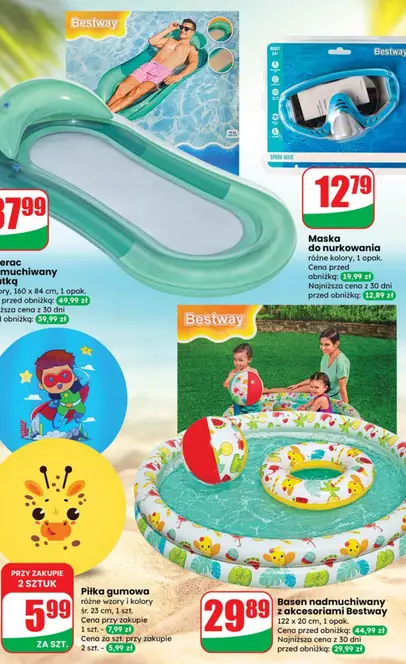 Bestway
Bestway
12 79
37 99
Maska
do nurkowania
różne kolory, 1 opak.
Cena przed
obniżką: 19,99 zł
Najniższa cena z 30 dni
przed obniżką: 12,89 zł
erac
muchiwany
atką
ory, 160 x 84 cm, 1 opak.
przed obniżką: 49,99 zł
ższa cena z 30 dni
obniżką: 39,99 zł
Bestway
PRZY ZAKUPIE
2 SZTUK
5 99
ZA SZT.
Piłka gumowa
różne wzory i kolory
śr. 23 cm, 1 szt.
Cena przy zakupie
1 szt. - 7,99 zł
Cena za szt. przy zakupie
2 szt. - 5,99 zł
29 89
Basen nadmuchiwany
z akcesoriami Bestway
122 x 20 cm, 1 opak.
Cena przed obniżką: 44,99 zł
Najniższa cena z 30 dni
przed obniżką: 29,99 zł